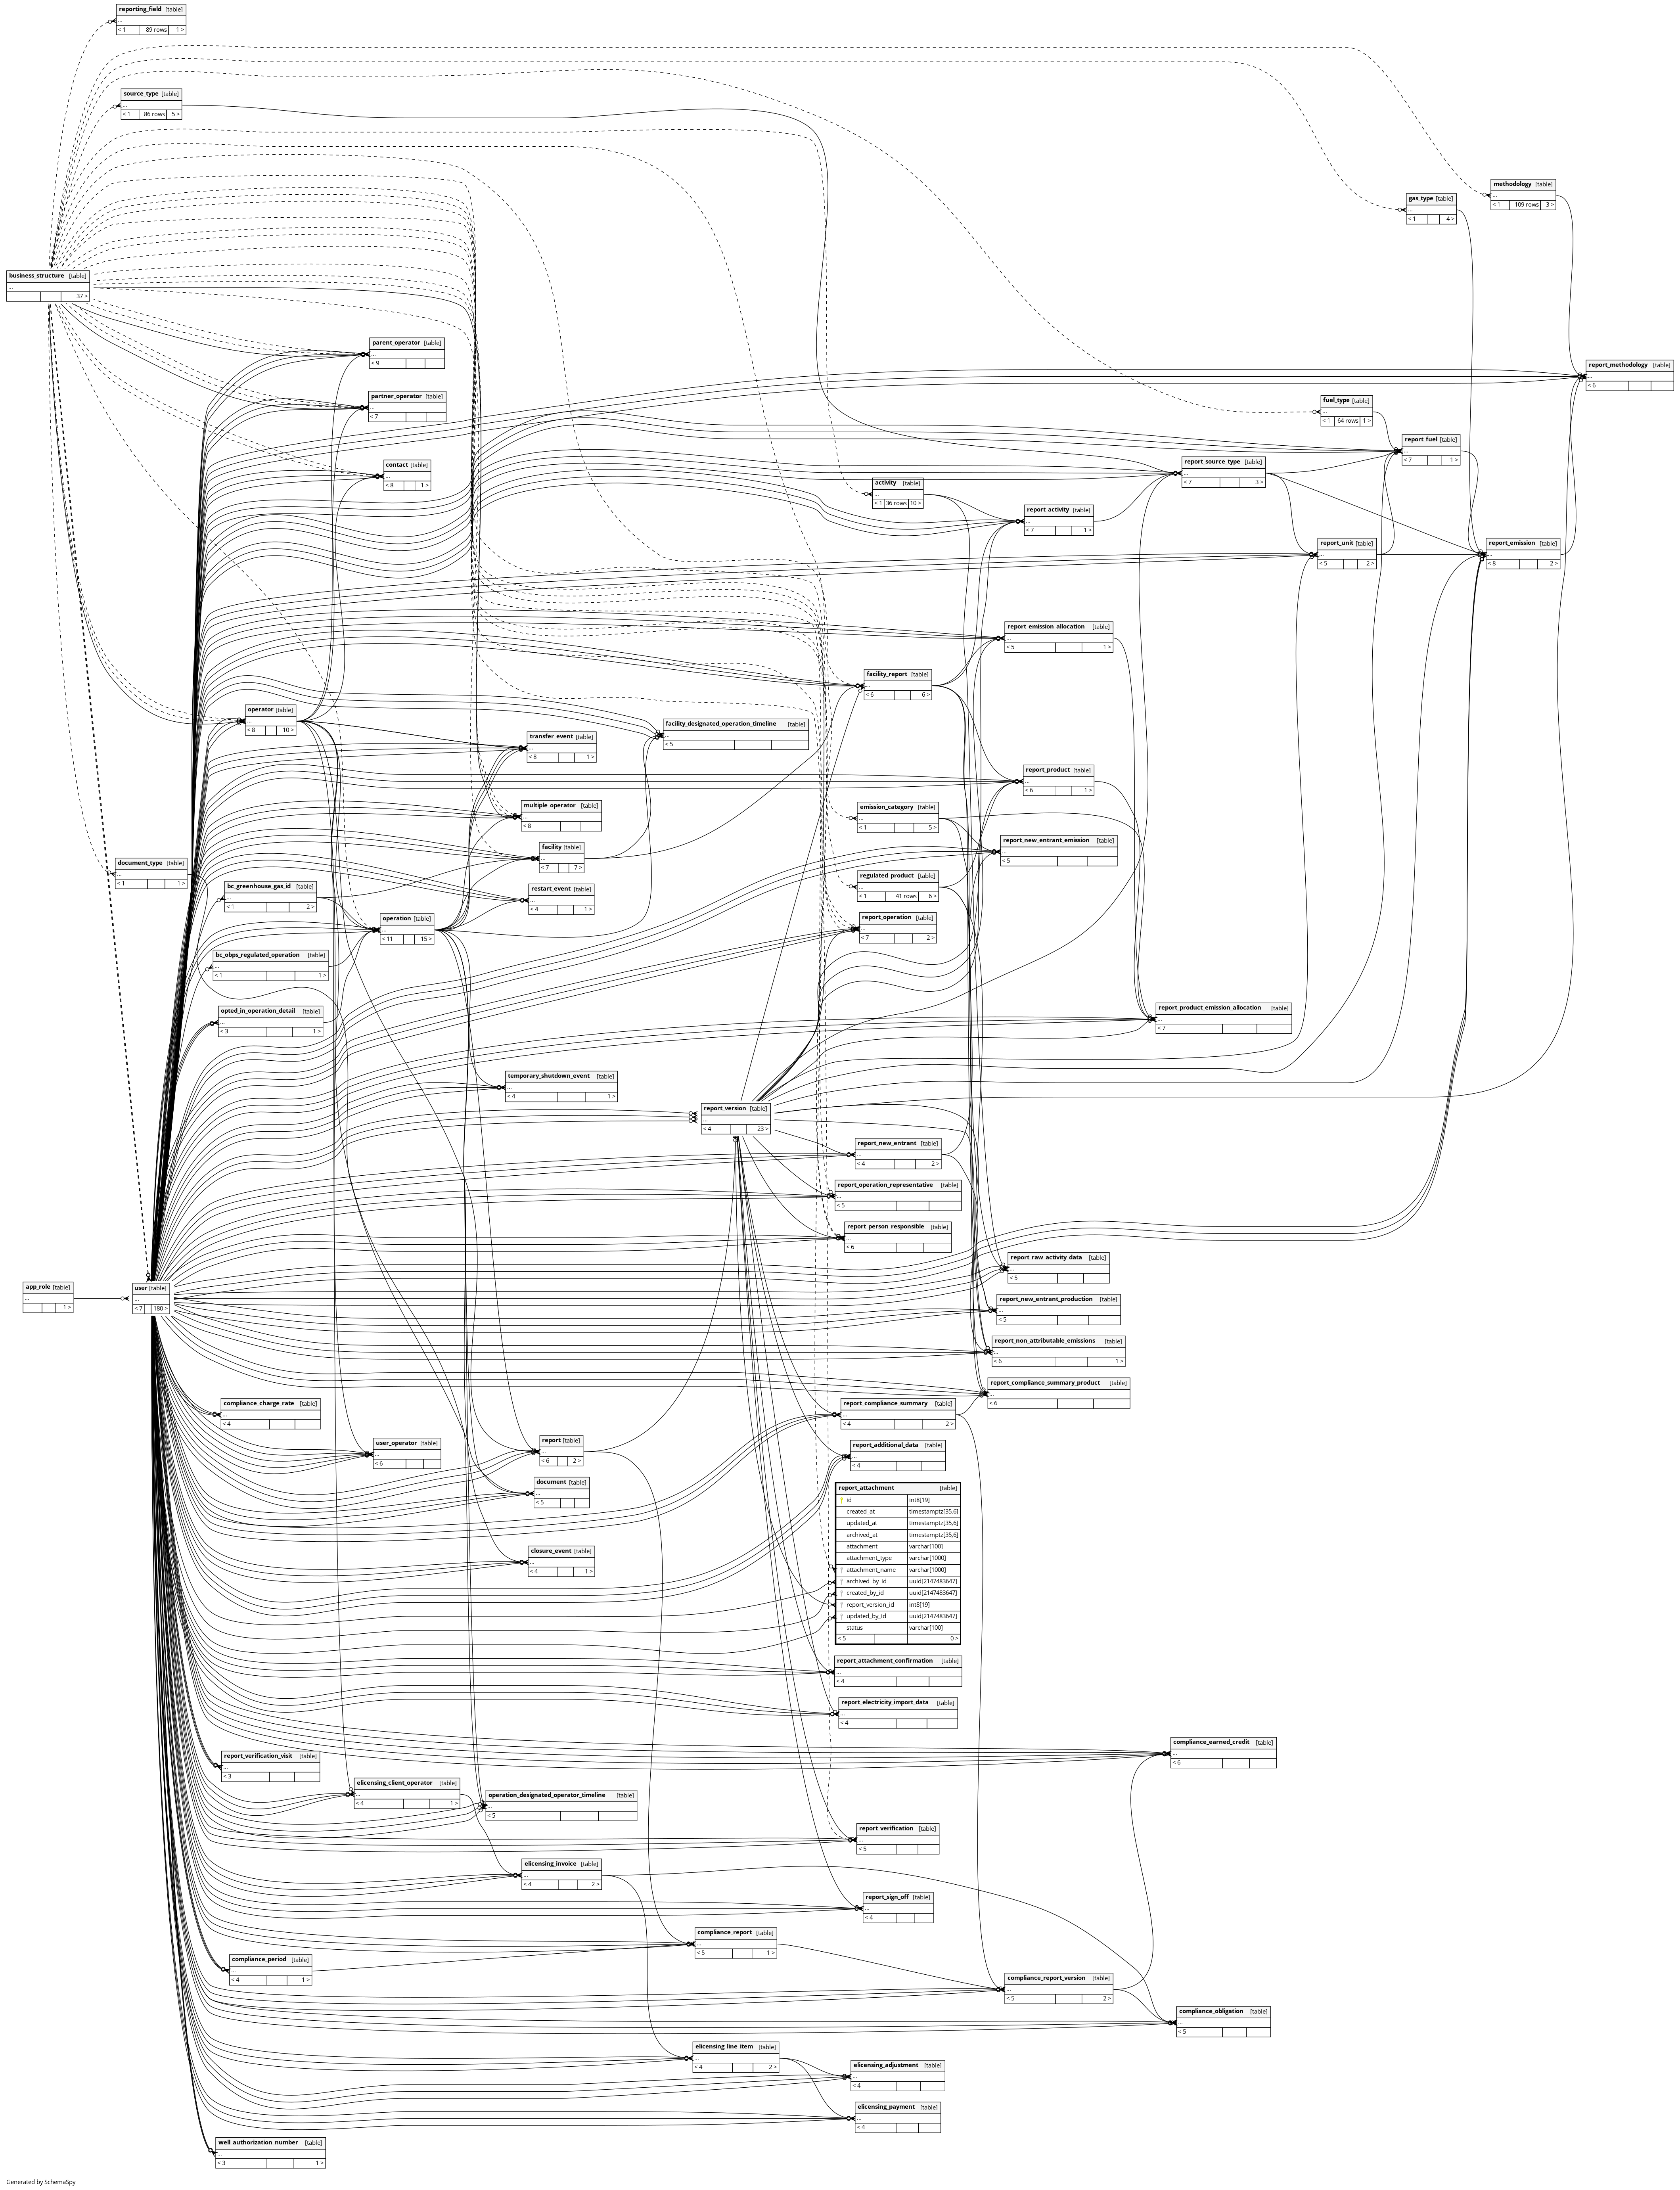 reporting_field [table]
...
< 1 89 rows 1 >
source_type [table]
...
< 1 86 rows 5 >
methodology [table]
...
< 1 109 rows 3 >
gas_type [table]
...
< 1 4 >
business_structure [table]
...
37 >
parent_operator [table]
...
< 9
report_methodology [table]
...
< 6
partner_operator [table]
...
< 7
fuel_type [table]
...
< 1 64 rows 1 >
report_fuel [table]
...
< 7 1 >
contact [table]
...
< 8 1 >
report_source_type [table]
...
< 7 3 >
activity [table]
...
< 1 36 rows 10 >
report_activity [table]
...
< 7 1 >
report_unit [table]
...
< 5 2 >
report_emission [table]
...
< 8 2 >
report_emission_allocation [table]
...
< 5 1 >
facility_report [table]
...
< 6 6 >
operator [table]
...
< 8 10 >
facility_designated_operation_timeline [table]
...
< 5
transfer_event [table]
...
< 8 1 >
report_product [table]
...
< 6 1 >
multiple_operator [table]
...
< 8
emission_category [table]
...
< 1 5 >
report_new_entrant_emission [table]
...
< 5
facility [table]
...
< 7 7 >
document_type [table]
...
< 1 1 >
regulated_product [table]
...
< 1 41 rows 6 >
bc_greenhouse_gas_id [table]
...
< 1 2 >
restart_event [table]
...
< 4 1 >
operation [table]
...
< 11 15 >
report_operation [table]
...
< 7 2 >
bc_obps_regulated_operation [table]
...
< 1 1 >
opted_in_operation_detail [table]
...
< 3 1 >
report_product_emission_allocation [table]
...
< 7
temporary_shutdown_event [table]
...
< 4 1 >
report_version [table]
...
< 4 23 >
report_new_entrant [table]
...
< 4 2 >
report_operation_representative [table]
...
< 5
report_person_responsible [table]
...
< 6
report_raw_activity_data [table]
...
< 5
app_role [table]
...
1 >
user [table]
...
< 7 180 >
report_new_entrant_production [table]
...
< 5
report_non_attributable_emissions [table]
...
< 6 1 >
report_compliance_summary_product [table]
...
< 6
compliance_charge_rate [table]
...
< 4
report_compliance_summary [table]
...
< 4 2 >
user_operator [table]
...
< 6
report [table]
...
< 6 2 >
report_additional_data [table]
...
< 4
document [table]
...
< 5
report_attachment [table]
id int8[19]
created_at timestamptz[35,6]
updated_at timestamptz[35,6]
archived_at timestamptz[35,6]
attachment varchar[100]
attachment_type varchar[1000]
attachment_name varchar[1000]
archived_by_id uuid[2147483647]
created_by_id uuid[2147483647]
report_version_id int8[19]
updated_by_id uuid[2147483647]
status varchar[100]
< 5 0 >
closure_event [table]
...
< 4 1 >
report_attachment_confirmation [table]
...
< 4
report_electricity_import_data [table]
...
< 4
compliance_earned_credit [table]
...
< 6
report_verification_visit [table]
...
< 3
elicensing_client_operator [table]
...
< 4 1 >
operation_designated_operator_timeline [table]
...
< 5
report_verification [table]
...
< 5
elicensing_invoice [table]
...
< 4 2 >
report_sign_off [table]
...
< 4
compliance_report [table]
...
< 5 1 >
compliance_period [table]
...
< 4 1 >
compliance_report_version [table]
...
< 5 2 >
compliance_obligation [table]
...
< 5
elicensing_line_item [table]
...
< 4 2 >
elicensing_adjustment [table]
...
< 4
elicensing_payment [table]
...
< 4
well_authorization_number [table]
...
< 3 1 >
Generated by SchemaSpy